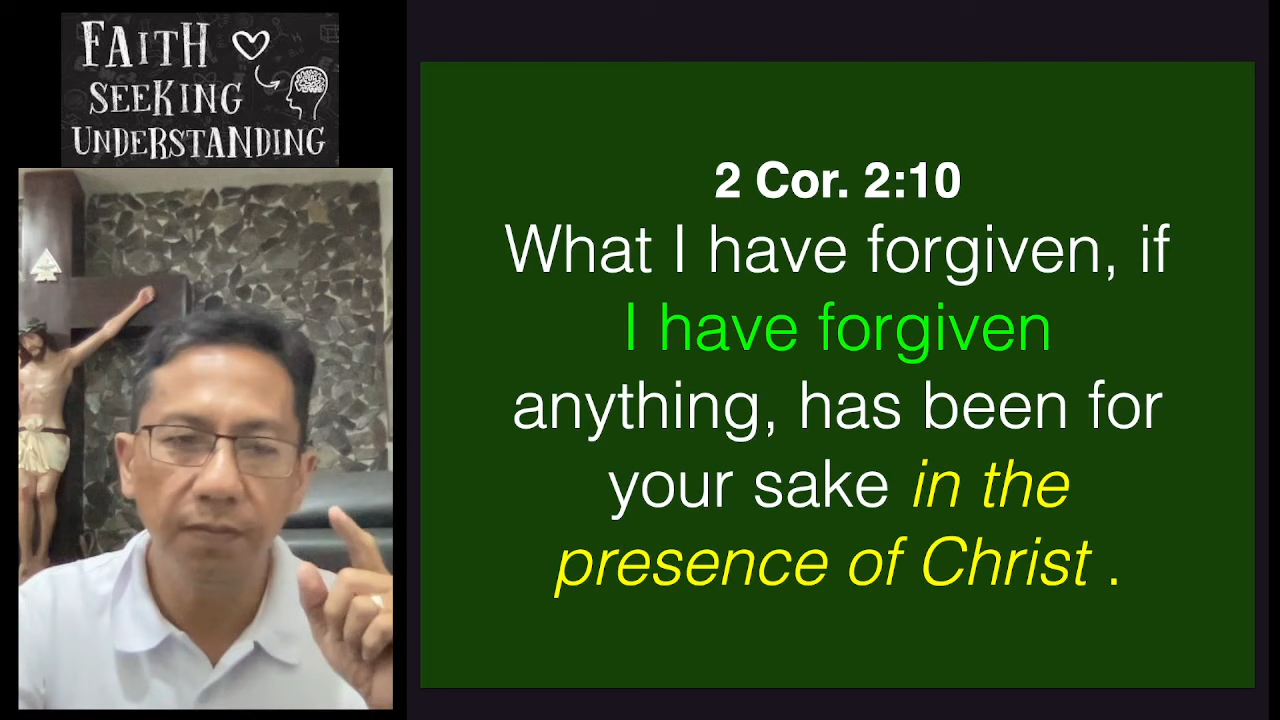 FAITH
SEEKING
UNDERSTANDING
2 Cor. 2:10
What I have forgiven, if
I have forgiven
anything, has been for
your sake in the
presence of Christ .